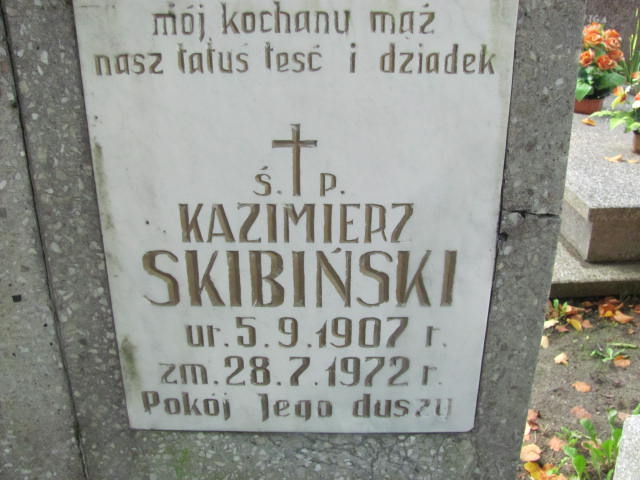 mój kochany mąż
nasz tatuś teść i dziadek
ś. P.
KAZIMIERZ
SKIBIŃSKI
ur. 5.9.1907 r.
zm. 28.7.1972 r.
Pokój Jego duszy